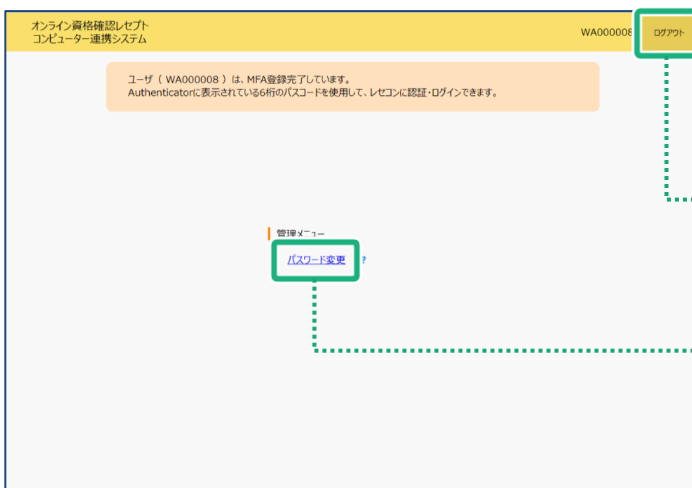 オンライン資格確認レセプト
コンピューター連携システム
WA000008
ログアウト
ユーザ（ WA000008 ）は、MFA登録完了しています。
Authenticatorに表示されている6桁のパスコードを使用して、レセコンに認証・ログインできます。
管理メニュー
パスワード変更 ?